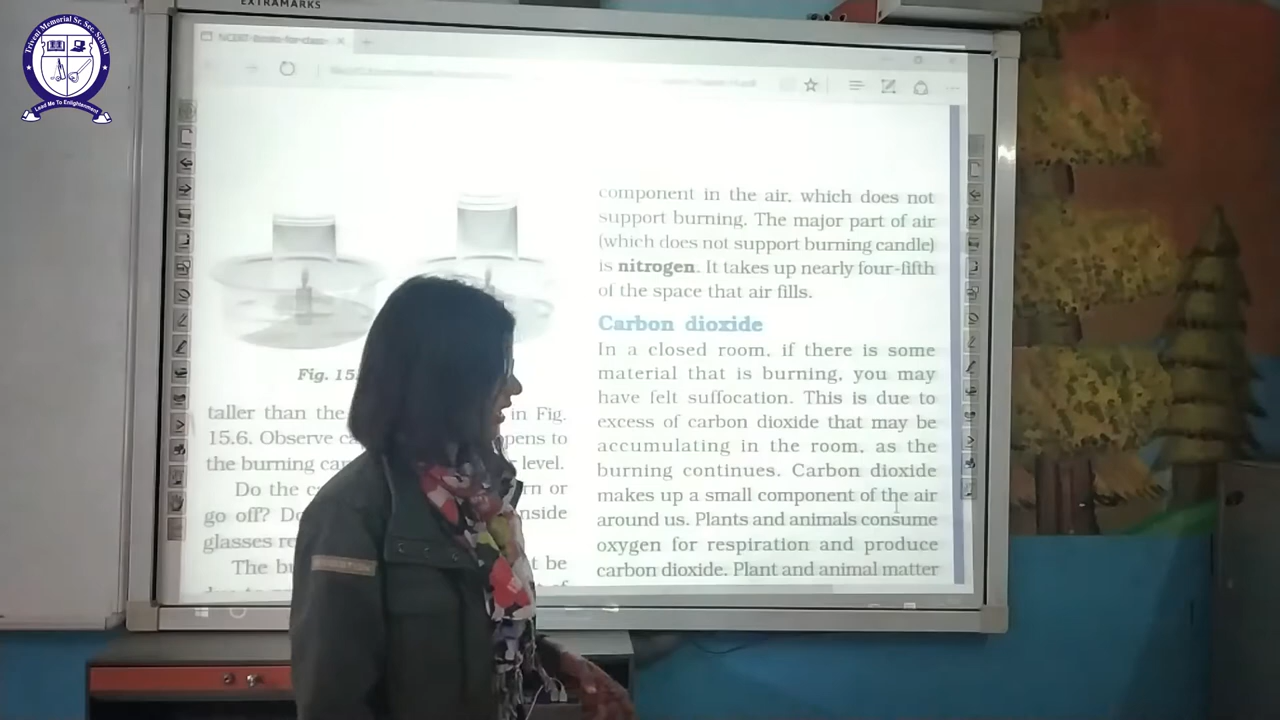 EXTRAMARKS
Triveni Memorial Sr. Sec. School
Lead Me To Enlightenment
NCERT-Books-for-class-
component in the air, which does not
support burning. The major part of air
(which does not support burning candle)
is nitrogen. It takes up nearly four-fifth
of the space that air fills.
Carbon dioxide
In a closed room, if there is some
material that is burning, you may
have felt suffocation. This is due to
excess of carbon dioxide that may be
accumulating in the room, as the
burning continues. Carbon dioxide
makes up a small component of the air
around us. Plants and animals consume
oxygen for respiration and produce
carbon dioxide. Plant and animal matter
Fig. 15.
taller than the in Fig.
15.6. Observe
the burning level.
Do the or
go off?
glasses
The be